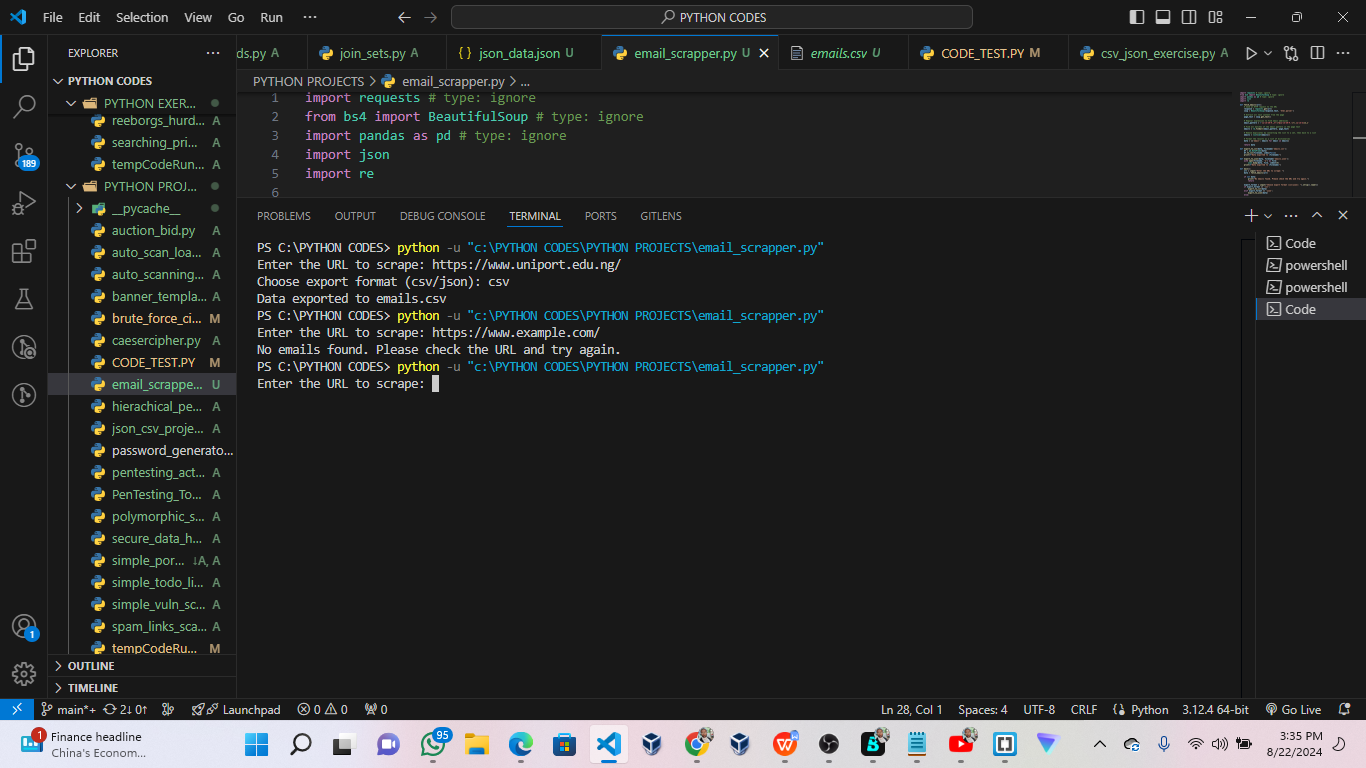 File Edit Selection View Go Run ··· PYTHON CODES
EXPLORER ···
ds.py A join_sets.py A {} json_data.json U email_scrapper.py U emails.csv U CODE_TEST.PY M csv_json_exercise.py A
PYTHON PROJECTS > email_scrapper.py > ...
PYTHON CODES
PYTHON EXER...
reeborgs_hurd... A
searching_pri... M
tempCodeRun... A
PYTHON PROJ...
__pycache__
auction_bid.py A
auto_scan_loa... A
auto_scanning... A
banner_templa... A
brute_force_ci... M
caesercipher.py A
CODE_TEST.PY M
email_scrappe... U
hierachical_pe... A
json_csv_proje... A
password_generato...
pentesting_act... A
PenTesting_To... A
polymorphic_s... A
secure_data_h... A
simple_por... ↓A, A
simple_todo_li... A
simple_vuln_sc... A
spam_links_sca... A
tempCodeRu... M
OUTLINE
TIMELINE
189
1
1 import requests # type: ignore
2 from bs4 import BeautifulSoup # type: ignore
3 import pandas as pd # type: ignore
4 import json
5 import re
6
PROBLEMS OUTPUT DEBUG CONSOLE TERMINAL PORTS GITLENS
PS C:\PYTHON CODES> python -u "c:\PYTHON CODES\PYTHON PROJECTS\email_scrapper.py"
Enter the URL to scrape: https://www.uniport.edu.ng/
Choose export format (csv/json): csv
Data exported to emails.csv
PS C:\PYTHON CODES> python -u "c:\PYTHON CODES\PYTHON PROJECTS\email_scrapper.py"
Enter the URL to scrape: https://www.example.com/
No emails found. Please check the URL and try again.
PS C:\PYTHON CODES> python -u "c:\PYTHON CODES\PYTHON PROJECTS\email_scrapper.py"
Enter the URL to scrape:
Code
powershell
powershell
Code
main*+ 2↓ 0↑ Launchpad 0 0 0 Ln 28, Col 1 Spaces: 4 UTF-8 CRLF {} Python 3.12.4 64-bit Go Live
1 Finance headline
China's Econom...
95
3:35 PM
8/22/2024